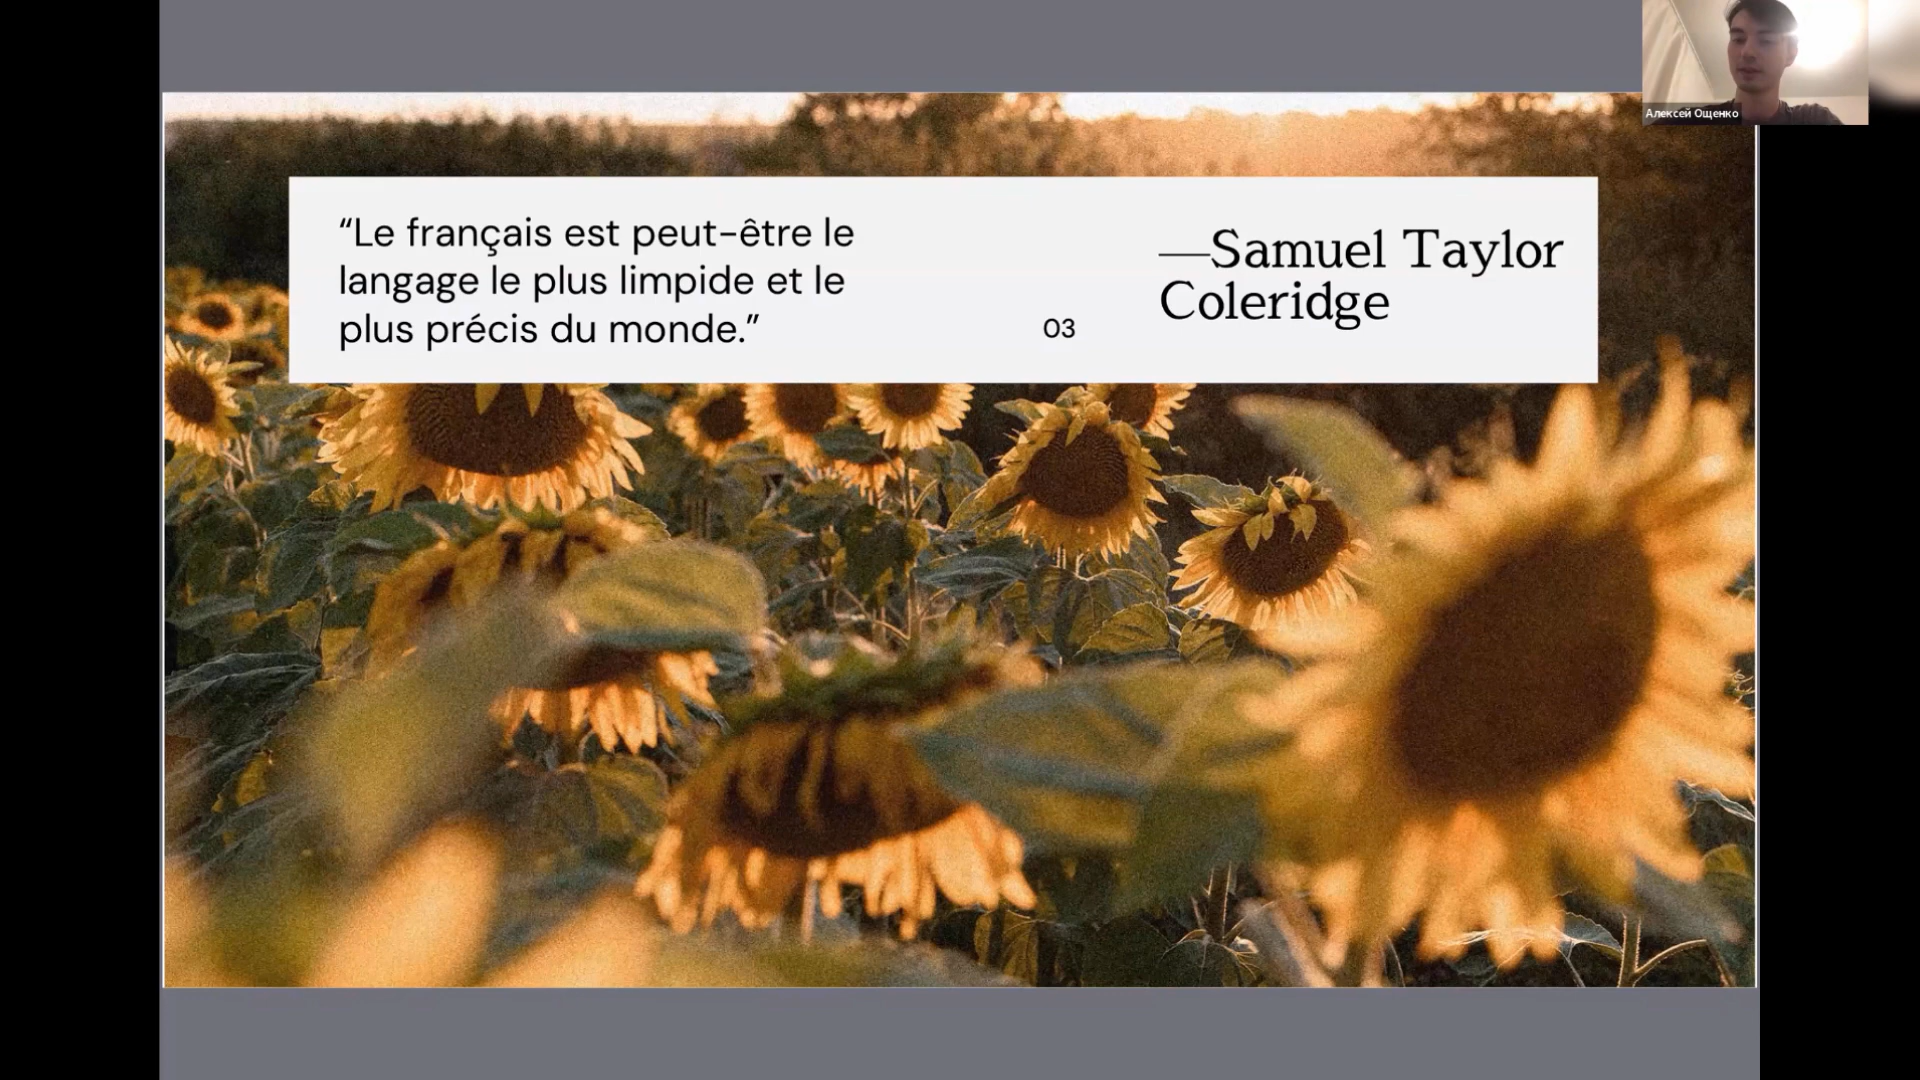 “Le français est peut-être le
langage le plus limpide et le
plus précis du monde.”
03
—Samuel Taylor
Coleridge
Алексей Ощенко